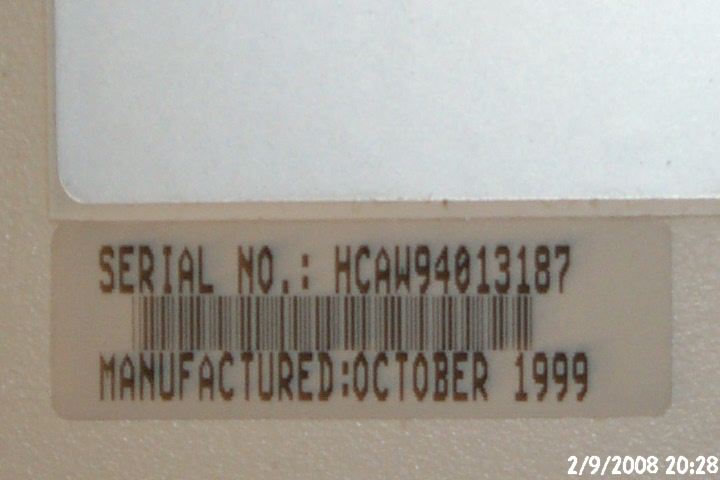 SERIAL NO.: HCAW94013187
MANUFACTURED:OCTOBER 1999
2/9/2008 20:28